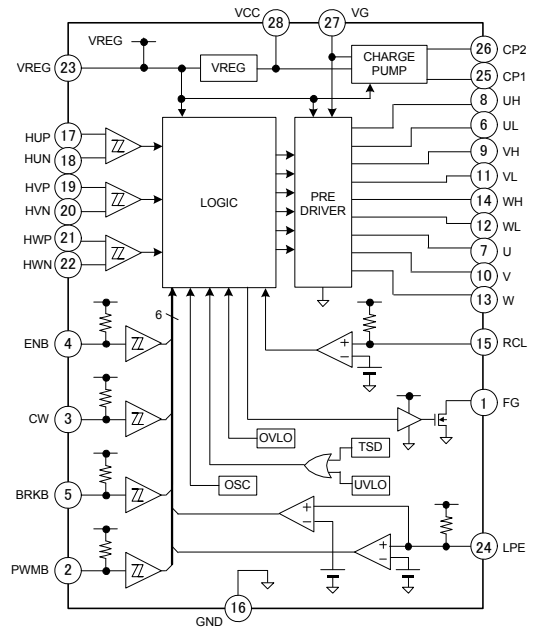 VCC
VG
28
27
VREG
VREG
23
VREG
CHARGE
PUMP
26
CP2
25
CP1
8
UH
6
UL
9
VH
11
VL
14
WH
12
WL
7
U
10
V
13
W
HUP
17
HUN
18
HVP
19
HVN
20
HWP
21
HWN
22
LOGIC
PRE
DRIVER
6
ENB
4
+
-
15
RCL
CW
3
1
FG
OVLO
TSD
OSC
UVLO
BRKB
5
+
-
PWMB
2
+
-
24
LPE
16
GND